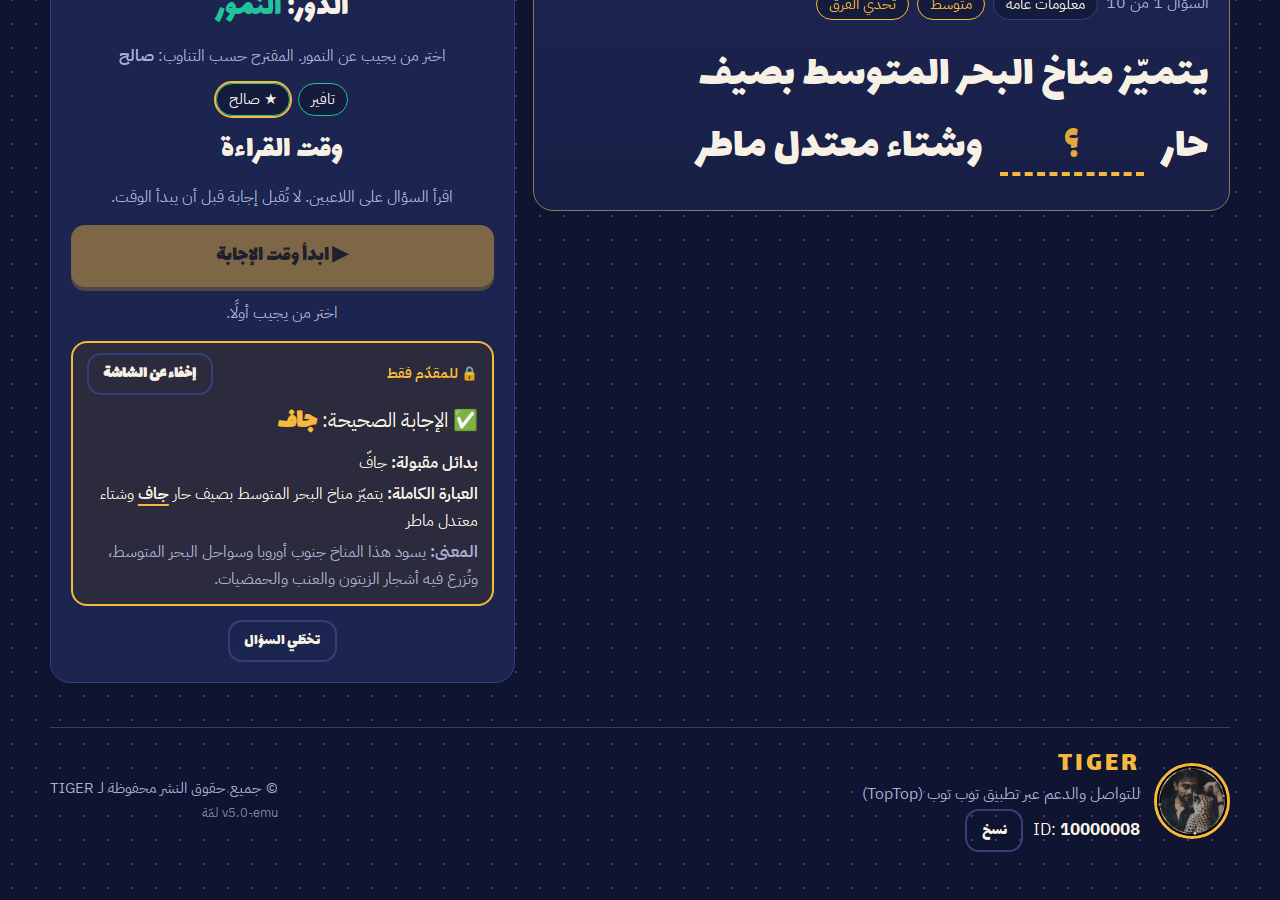 السؤال 1 من 10 معلومات عامة متوسط تحدي الفرق
يتميّز مناخ البحر المتوسط بصيف
حار ؟ وشتاء معتدل ماطر
الدور: النمور
اختر من يجيب عن النمور. المقترح حسب التناوب: صالح
تافير ★ صالح
وقت القراءة
اقرأ السؤال على اللاعبين. لا تُقبل إجابة قبل أن يبدأ الوقت.
▶ ابدأ وقت الإجابة
اختر من يجيب أولًا.
🔒 للمقدّم فقط إخفاء عن الشاشة
✅ الإجابة الصحيحة: جاف
بدائل مقبولة: جافّ
العبارة الكاملة: يتميّز مناخ البحر المتوسط بصيف حار جاف وشتاء
معتدل ماطر
المعنى: يسود هذا المناخ جنوب أوروبا وسواحل البحر المتوسط،
وتُزرع فيه أشجار الزيتون والعنب والحمضيات.
تخطّي السؤال
TIGER
للتواصل والدعم عبر تطبيق توب توب (TopTop)
ID: 10000008 نسخ
© جميع حقوق النشر محفوظة لـ TIGER
لمّة v5.0-emu